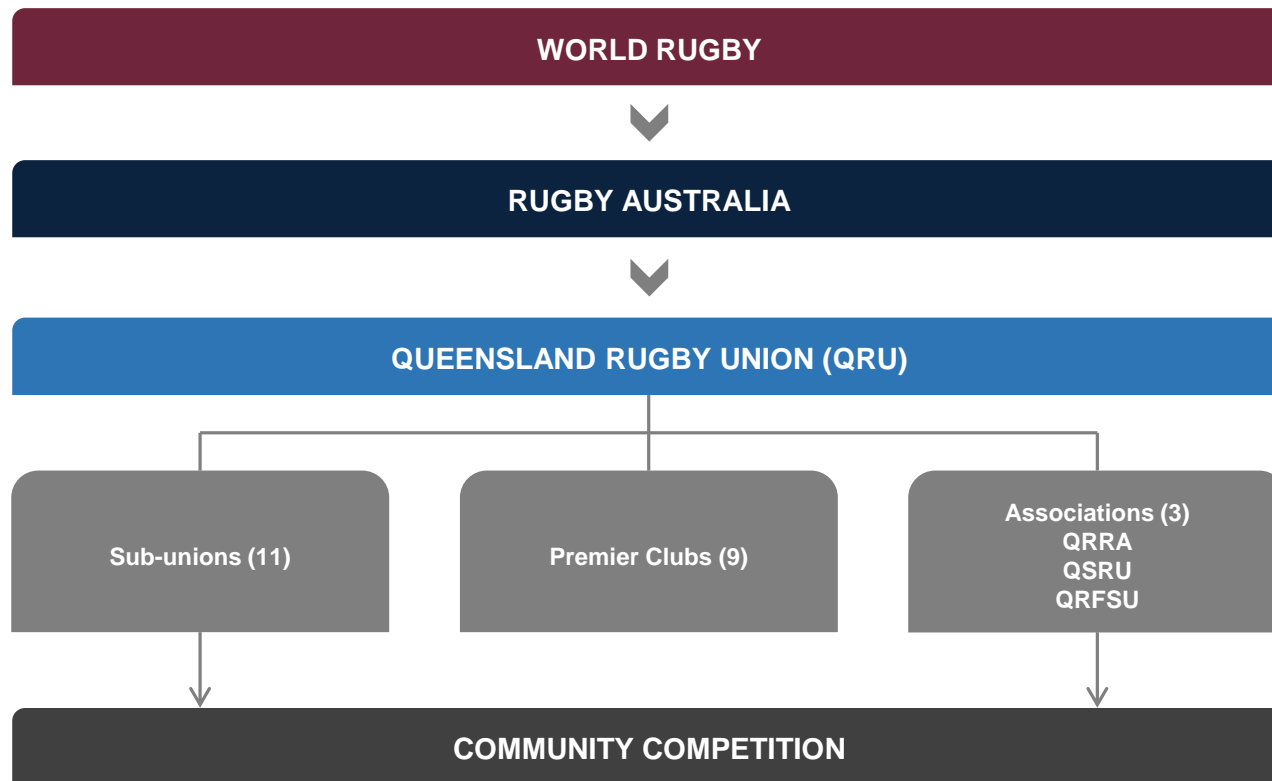 WORLD RUGBY
RUGBY AUSTRALIA
QUEENSLAND RUGBY UNION (QRU)
Sub-unions (11)
Premier Clubs (9)
Associations (3)
QRRA
QSRU
QRFSU
COMMUNITY COMPETITION